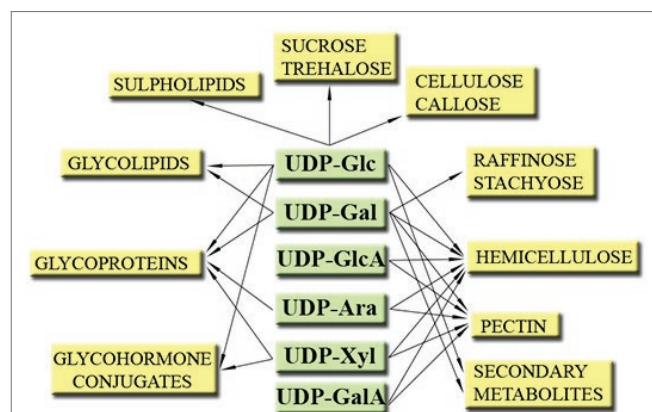 SUCROSE
TREHALOSE
SULPHOLIPIDS
CELLULOSE
CALLOSE
GLYCOLIPIDS
UDP-Glc
RAFFINOSE
STACHYOSE
UDP-Gal
GLYCOPROTEINS
UDP-GlcA
HEMICELLULOSE
UDP-Ara
PECTIN
GLYCOHORMONE
CONJUGATES
UDP-Xyl
SECONDARY
METABOLITES
UDP-GalA